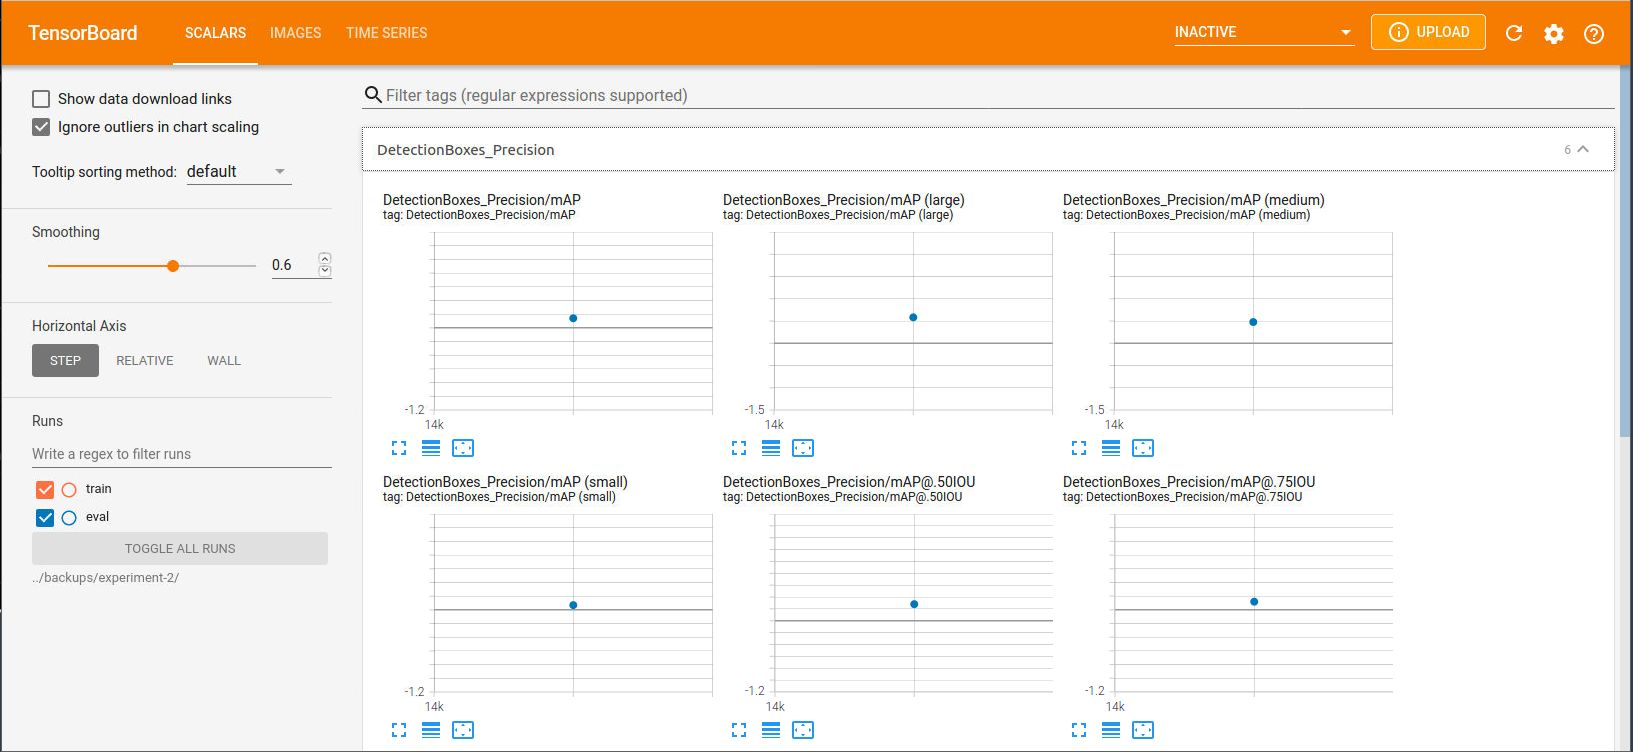 TensorBoard
SCALARS
IMAGES
TIME SERIES
INACTIVE
UPLOAD
Show data download links
Ignore outliers in chart scaling
Tooltip sorting method:
default
Smoothing
0.6
Horizontal Axis
STEP
RELATIVE
WALL
Runs
Write a regex to filter runs
train
eval
TOGGLE ALL RUNS
../backups/experiment-2/
Filter tags (regular expressions supported)
DetectionBoxes_Precision
6
DetectionBoxes_Precision/mAP
tag: DetectionBoxes_Precision/mAP
-1.2
14k
DetectionBoxes_Precision/mAP (large)
tag: DetectionBoxes_Precision/mAP (large)
-1.5
14k
DetectionBoxes_Precision/mAP (medium)
tag: DetectionBoxes_Precision/mAP (medium)
-1.5
14k
DetectionBoxes_Precision/mAP (small)
tag: DetectionBoxes_Precision/mAP (small)
-1.2
14k
DetectionBoxes_Precision/mAP@.50IOU
tag: DetectionBoxes_Precision/mAP@.50IOU
-1.2
14k
DetectionBoxes_Precision/mAP@.75IOU
tag: DetectionBoxes_Precision/mAP@.75IOU
-1.2
14k